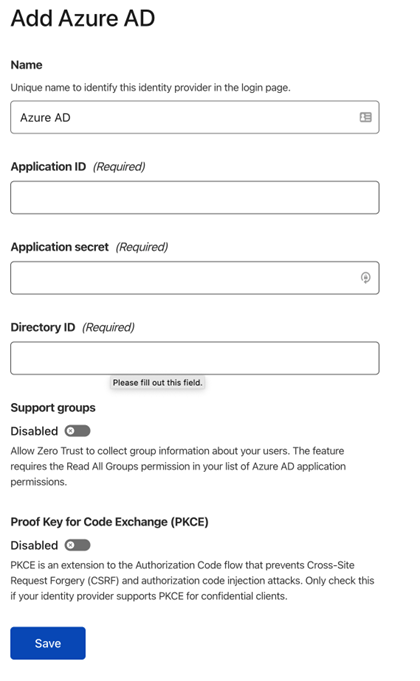 Add Azure AD
Name
Unique name to identify this identity provider in the login page.
Azure AD
Application ID (Required)
Application secret (Required)
Directory ID (Required)
Please fill out this field.
Support groups
Disabled
Allow Zero Trust to collect group information about your users. The feature
requires the Read All Groups permission in your list of Azure AD application
permissions.
Proof Key for Code Exchange (PKCE)
Disabled
PKCE is an extension to the Authorization Code flow that prevents Cross-Site
Request Forgery (CSRF) and authorization code injection attacks. Only check this
if your identity provider supports PKCE for confidential clients.
Save